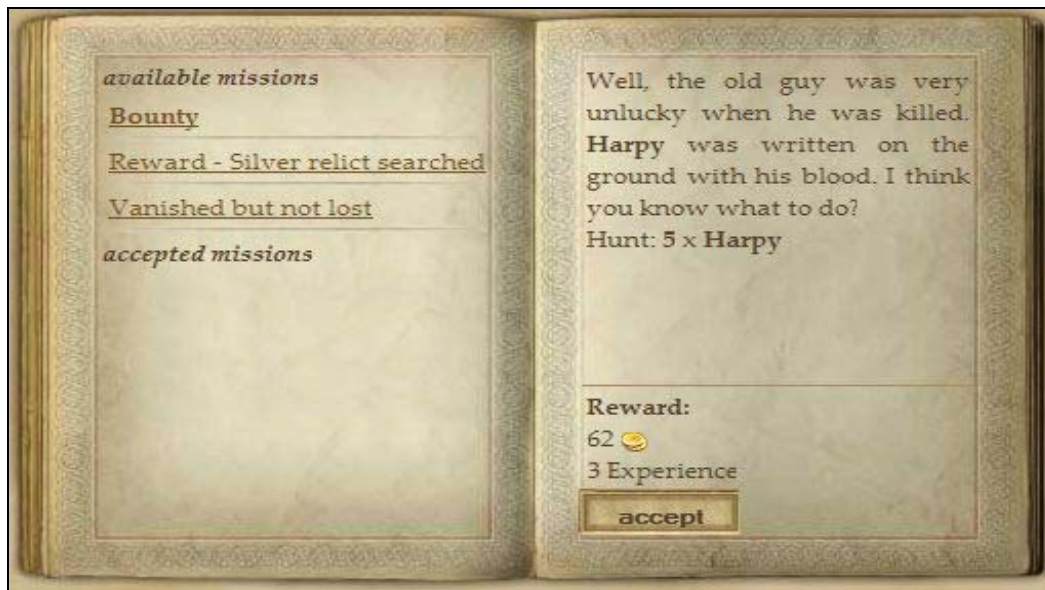 available missions
Bounty
Reward - Silver relict searched
Vanished but not lost
accepted missions
Well, the old guy was very
unlucky when he was killed.
Harpy was written on the
ground with his blood. I think
you know what to do?
Hunt: 5 x Harpy
Reward:
62
3 Experience
accept